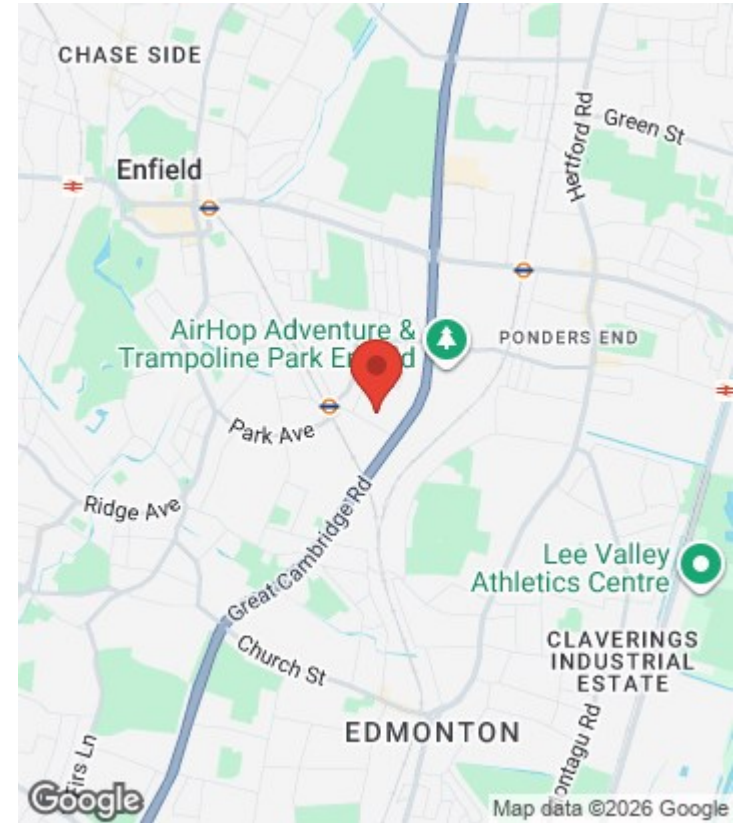 CHASE SIDE
Enfield
Hertford Rd
Green St
AirHop Adventure &
Trampoline Park Enfield
PONDERS END
Park Ave
Ridge Ave
Great Cambridge Rd
Lee Valley
Athletics Centre
CLAVERINGS
INDUSTRIAL
ESTATE
Church St
EDMONTON
Montagu Rd
Firs Ln
Google
Map data ©2026 Google